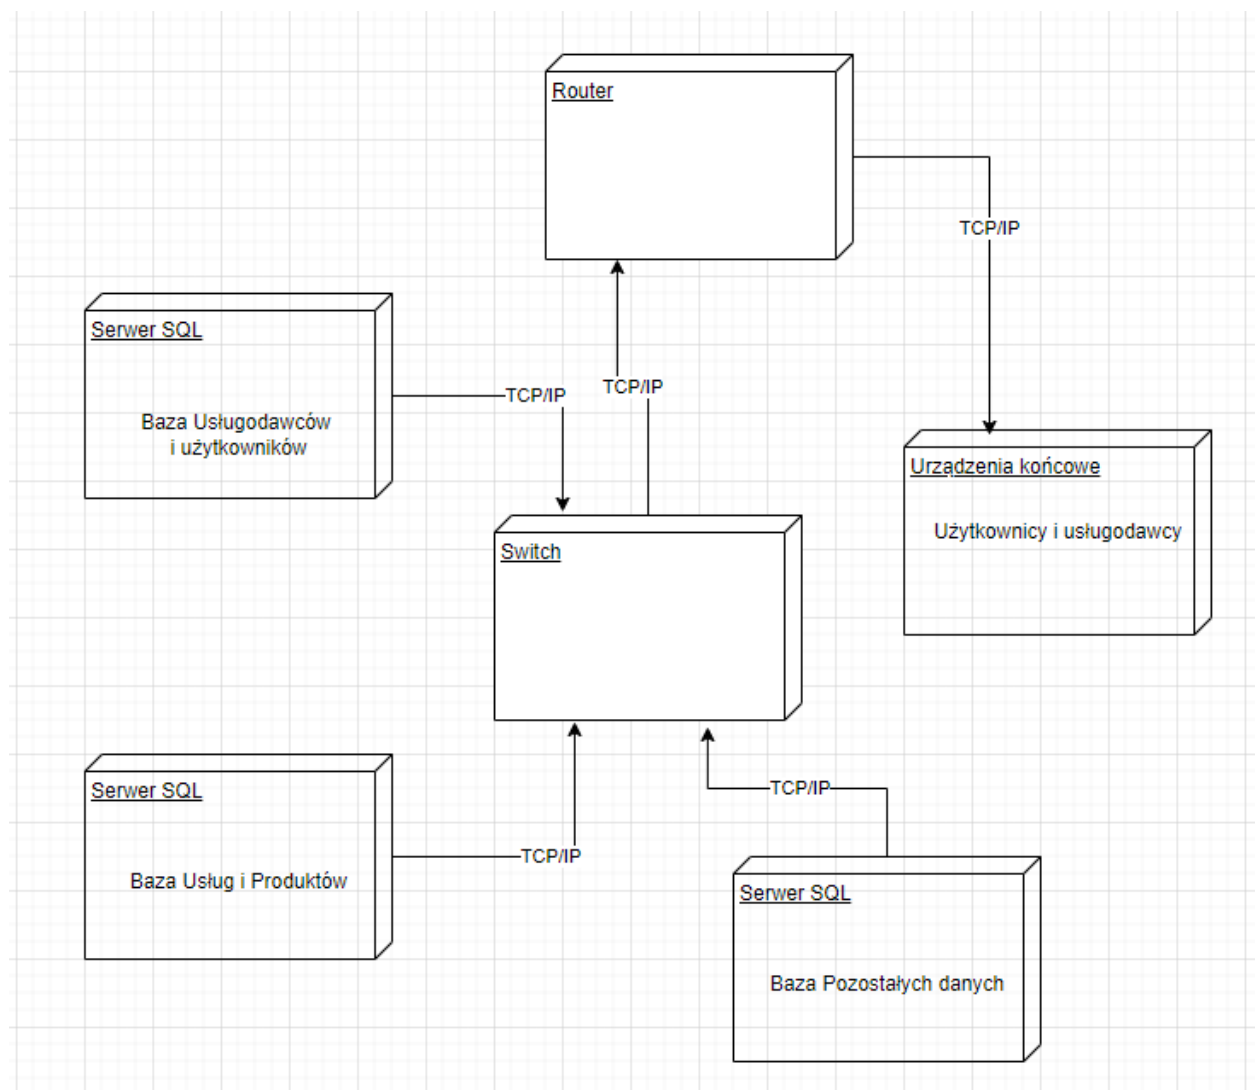 Router
TCP/IP
Serwer SQL
Baza Usługodawców
i użytkowników
TCP/IP
TCP/IP
Urządzenia końcowe
Użytkownicy i usługodawcy
Switch
Serwer SQL
Baza Usług i Produktów
TCP/IP
TCP/IP
Serwer SQL
Baza Pozostałych danych